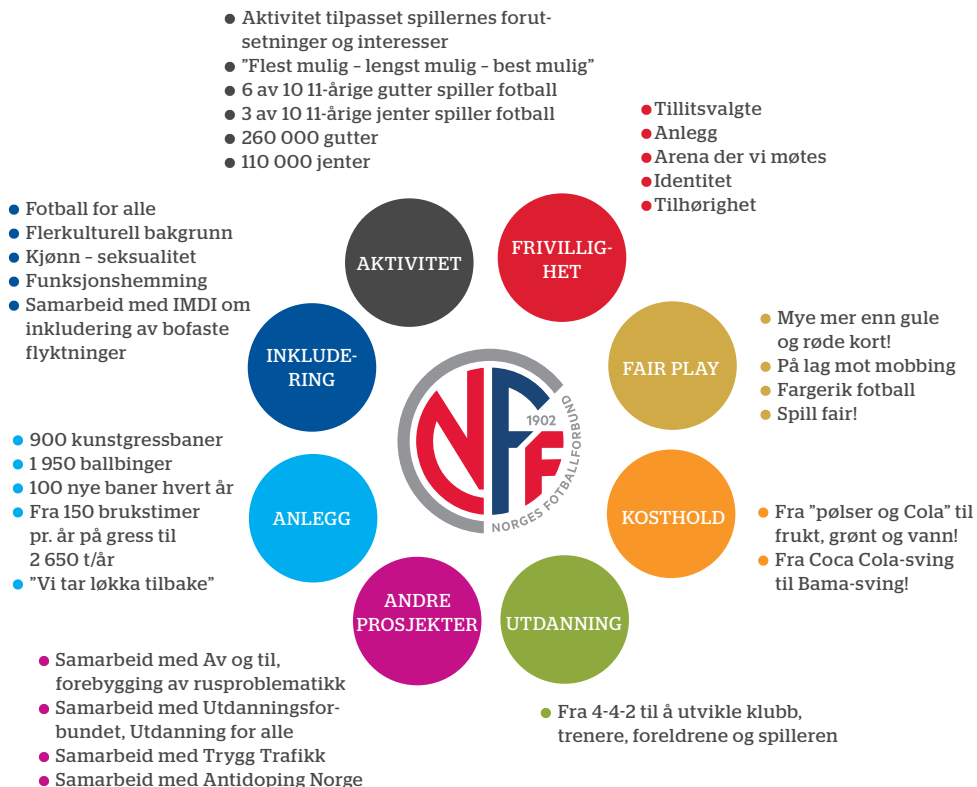 ● Aktivitet tilpasset spillernes forut-
setninger og interesser
● ”Flest mulig – lengst mulig – best mulig”
● 6 av 10 11-årige gutter spiller fotball
● 3 av 10 11-årige jenter spiller fotball
● 260 000 gutter
● 110 000 jenter
● Tillitsvalgte
● Anlegg
● Arena der vi møtes
● Identitet
● Tilhørighet
● Fotball for alle
● Flerkulturell bakgrunn
● Kjønn – seksualitet
● Funksjonshemming
● Samarbeid med IMDI om
inkludering av bofaste
flyktninger
AKTIVITET
FRIVILLIG-
HET
INKLUDE-
RING
FAIR PLAY
● Mye mer enn gule
og røde kort!
● På lag mot mobbing
● Fargerik fotball
● Spill fair!
NFF
1902
NORGES FOTBALLFORBUND
● 900 kunstgressbaner
● 1 950 ballbinger
● 100 nye baner hvert år
● Fra 150 brukstimer
pr. år på gress til
2 650 t/år
● ”Vi tar løkka tilbake”
ANLEGG
KOSTHOLD
● Fra ”pølser og Cola” til
frukt, grønt og vann!
● Fra Coca Cola-sving
til Bama-sving!
ANDRE
PROSJEKTER
UTDANNING
● Samarbeid med Av og til,
forebygging av rusproblematikk
● Samarbeid med Utdanningsfor-
bundet, Utdanning for alle
● Samarbeid med Trygg Trafikk
● Samarbeid med Antidoping Norge
● Fra 4-4-2 til å utvikle klubb,
trenere, foreldrene og spilleren